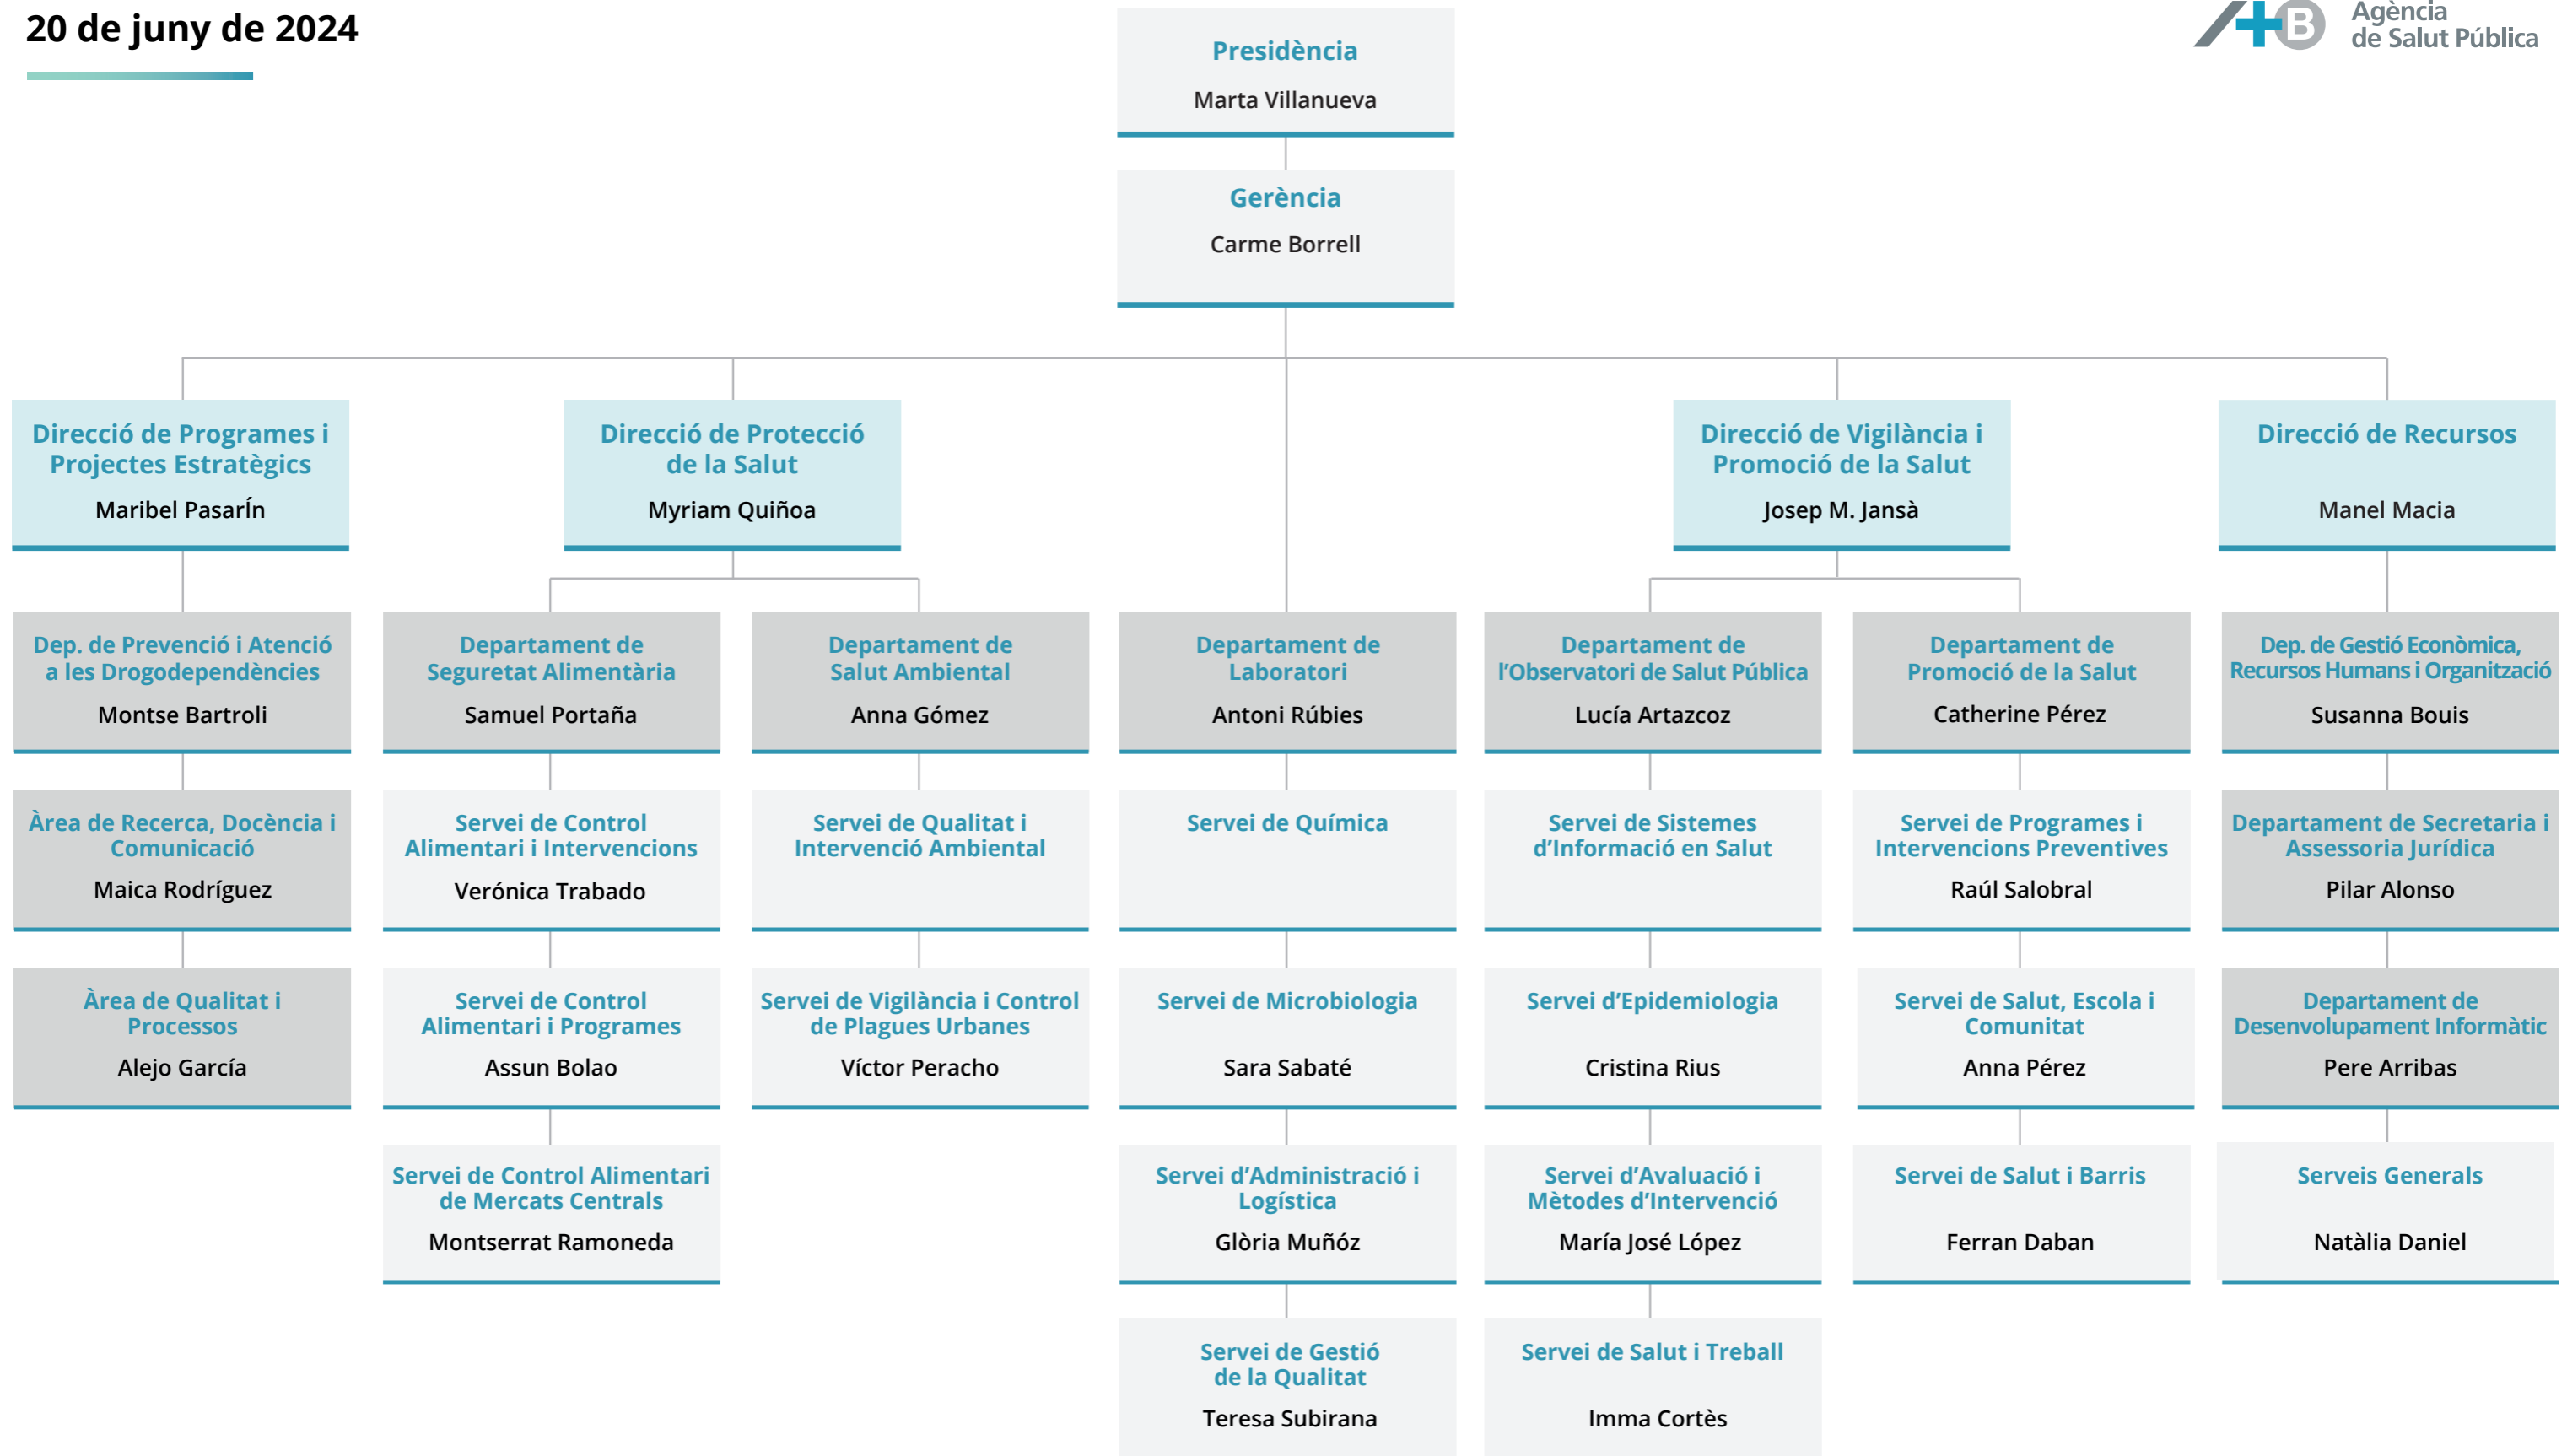 20 de juny de 2024
Agència
de Salut Pública
B
Presidència
Marta Villanueva
Gerència
Carme Borrell
Direcció de Programes i
Projectes Estratègics
Maribel PasarÍn
Direcció de Protecció
de la Salut
Myriam Quiñoa
Direcció de Vigilància i
Promoció de la Salut
Josep M. Jansà
Direcció de Recursos
Manel Macia
Dep. de Prevenció i Atenció
a les Drogodependències
Montse Bartroli
Departament de
Seguretat Alimentària
Samuel Portaña
Departament de
Salut Ambiental
Anna Gómez
Departament de
Laboratori
Antoni Rúbies
Departament de
l’Observatori de Salut Pública
Lucía Artazcoz
Departament de
Promoció de la Salut
Catherine Pérez
Dep. de Gestió Econòmica,
Recursos Humans i Organització
Susanna Bouis
Àrea de Recerca, Docència i
Comunicació
Maica Rodríguez
Servei de Control
Alimentari i Intervencions
Verónica Trabado
Servei de Qualitat i
Intervenció Ambiental
Servei de Química
Servei de Sistemes
d’Informació en Salut
Servei de Programes i
Intervencions Preventives
Raúl Salobral
Departament de Secretaria i
Assessoria Jurídica
Pilar Alonso
Àrea de Qualitat i
Processos
Alejo García
Servei de Control
Alimentari i Programes
Assun Bolao
Servei de Vigilància i Control
de Plagues Urbanes
Víctor Peracho
Servei de Microbiologia
Sara Sabaté
Servei d’Epidemiologia
Cristina Rius
Servei de Salut, Escola i
Comunitat
Anna Pérez
Departament de
Desenvolupament Informàtic
Pere Arribas
Servei de Control Alimentari
de Mercats Centrals
Montserrat Ramoneda
Servei d’Administració i
Logística
Glòria Muñóz
Servei d’Avaluació i
Mètodes d’Intervenció
María José López
Servei de Salut i Barris
Ferran Daban
Serveis Generals
Natàlia Daniel
Servei de Gestió
de la Qualitat
Teresa Subirana
Servei de Salut i Treball
Imma Cortès